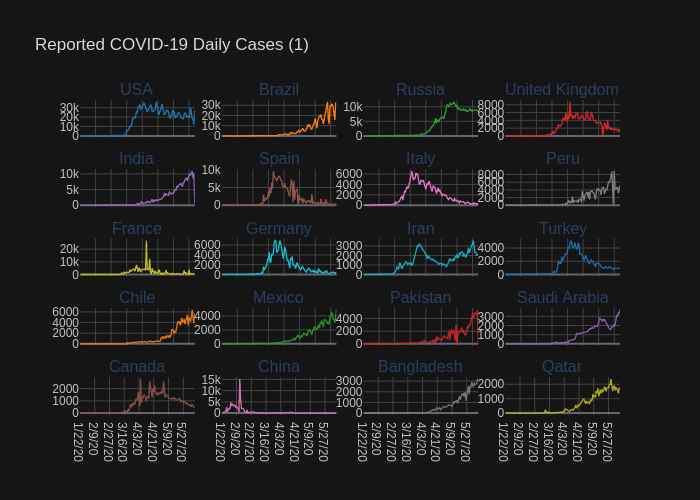 Reported COVID-19 Daily Cases (1)
USA Brazil Russia United Kingdom
30k 20k 10k 0 30k 20k 10k 0 10k 5k 0 8000 6000 4000 2000 0
India Spain Italy Peru
10k 5k 0 10k 5k 0 6000 4000 2000 0 8000 6000 4000 2000 0
France Germany Iran Turkey
20k 10k 0 6000 4000 2000 0 3000 2000 1000 0 4000 2000 0
Chile Mexico Pakistan Saudi Arabia
6000 4000 2000 0 4000 2000 0 4000 2000 0 3000 2000 1000 0
Canada China Bangladesh Qatar
2000 1000 0 15k 10k 5k 0 3000 2000 1000 0 2000 1000 0
1/22/20 2/9/20 2/27/20 3/16/20 4/3/20 4/21/20 5/9/20 5/27/20 1/22/20 2/9/20 2/27/20 3/16/20 4/3/20 4/21/20 5/9/20 5/27/20 1/22/20 2/9/20 2/27/20 3/16/20 4/3/20 4/21/20 5/9/20 5/27/20 1/22/20 2/9/20 2/27/20 3/16/20 4/3/20 4/21/20 5/9/20 5/27/20